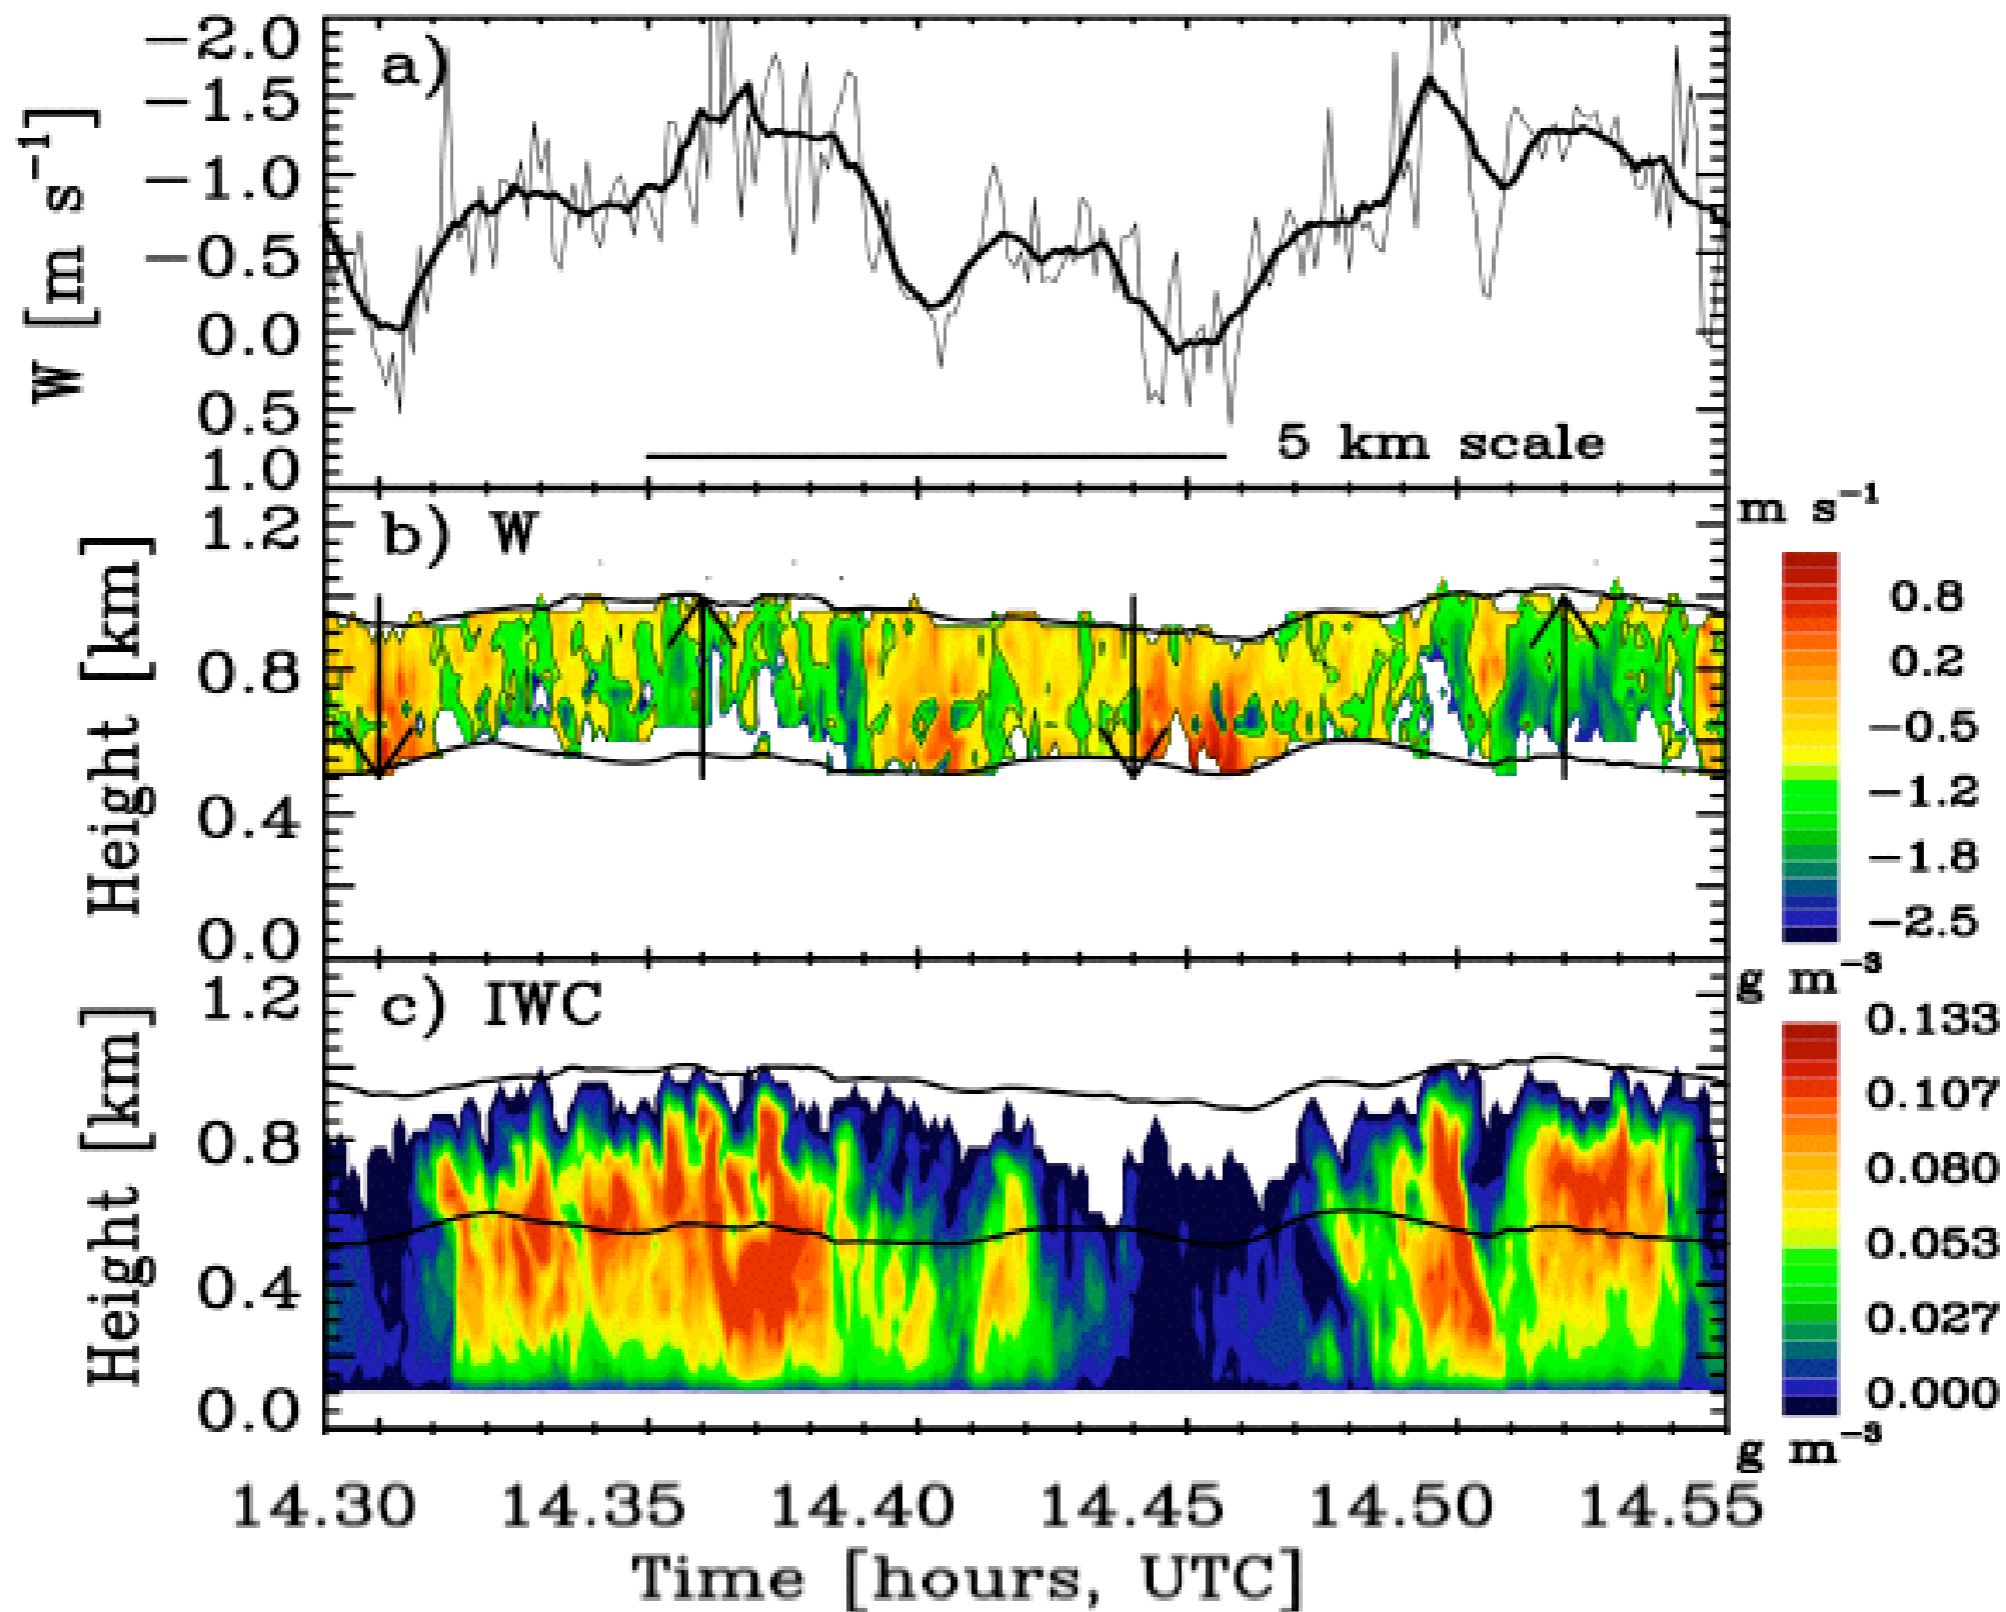 a)
W [m s⁻¹]
−2.0
−1.5
−1.0
−0.5
0.0
0.5
1.0
5 km scale
b) W
Height [km]
1.2
0.8
0.4
0.0
m s⁻¹
0.8
0.2
−0.5
−1.2
−1.8
−2.5
c) IWC
Height [km]
1.2
0.8
0.4
0.0
g m⁻³
0.133
0.107
0.080
0.053
0.027
0.000
g m⁻³
14.30 14.35 14.40 14.45 14.50 14.55
Time [hours, UTC]